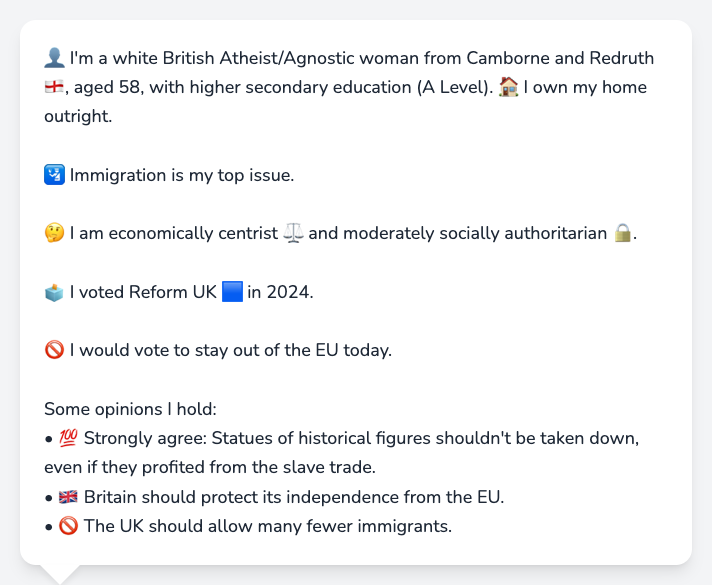 👤 I'm a white British Atheist/Agnostic woman from Camborne and Redruth
🏴󠁧󠁢󠁥󠁮󠁧󠁿, aged 58, with higher secondary education (A Level). 🏠 I own my home
outright.
🛂 Immigration is my top issue.
🤔 I am economically centrist ⚖️ and moderately socially authoritarian 🔒.
🗳️ I voted Reform UK 🟦 in 2024.
🚫 I would vote to stay out of the EU today.
Some opinions I hold:
• 💯 Strongly agree: Statues of historical figures shouldn't be taken down,
even if they profited from the slave trade.
• 🇬🇧 Britain should protect its independence from the EU.
• 🚫 The UK should allow many fewer immigrants.